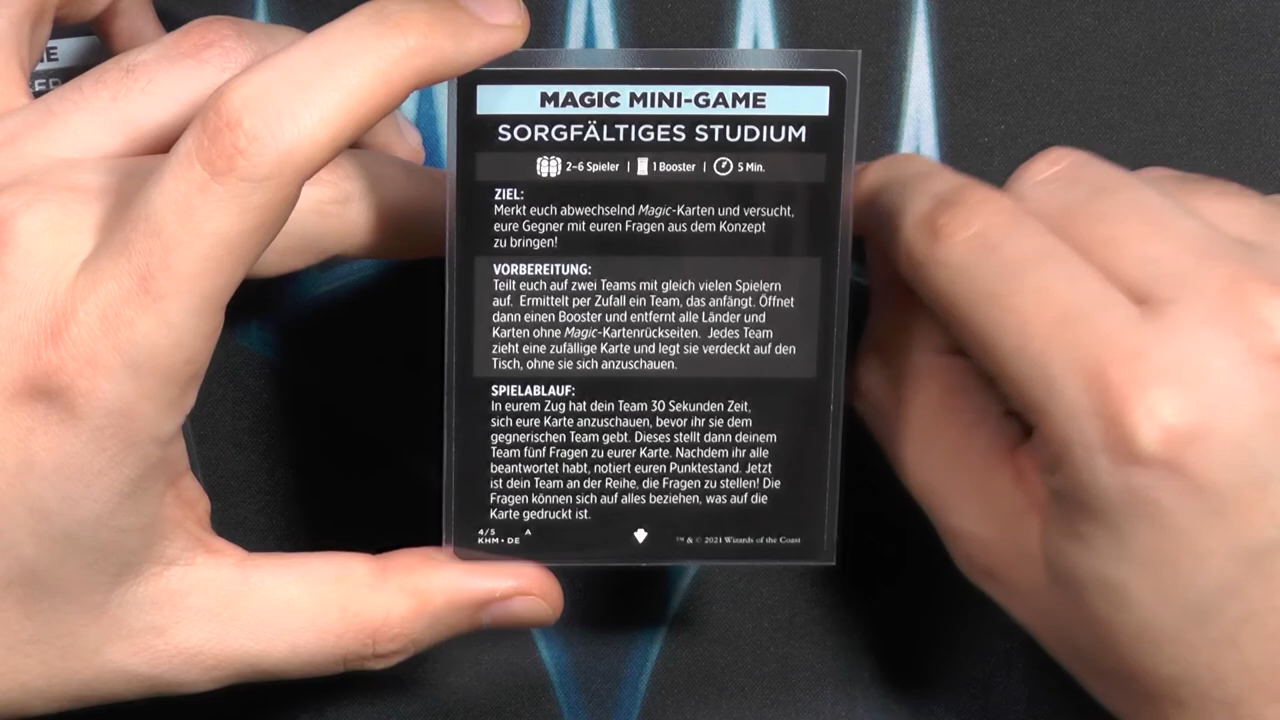 MAGIC MINI-GAME
SORGFÄLTIGES STUDIUM
2–6 Spieler | 1 Booster | 5 Min.
ZIEL:
Merkt euch abwechselnd Magic-Karten und versucht,
eure Gegner mit euren Fragen aus dem Konzept
zu bringen!
VORBEREITUNG:
Teilt euch auf zwei Teams mit gleich vielen Spielern
auf. Ermittelt per Zufall ein Team, das anfängt. Öffnet
dann einen Booster und entfernt alle Länder und
Karten ohne Magic-Kartenrückseiten. Jedes Team
zieht eine zufällige Karte und legt sie verdeckt auf den
Tisch, ohne sie sich anzuschauen.
SPIELABLAUF:
In eurem Zug hat dein Team 30 Sekunden Zeit,
sich eure Karte anzuschauen, bevor ihr sie dem
gegnerischen Team gebt. Dieses stellt dann deinem
Team fünf Fragen zu eurer Karte. Nachdem ihr alle
beantwortet habt, notiert euren Punktestand. Jetzt
ist dein Team an der Reihe, die Fragen zu stellen! Die
Fragen können sich auf alles beziehen, was auf die
Karte gedruckt ist.
4/5 A
KHM • DE
™ & © 2021 Wizards of the Coast